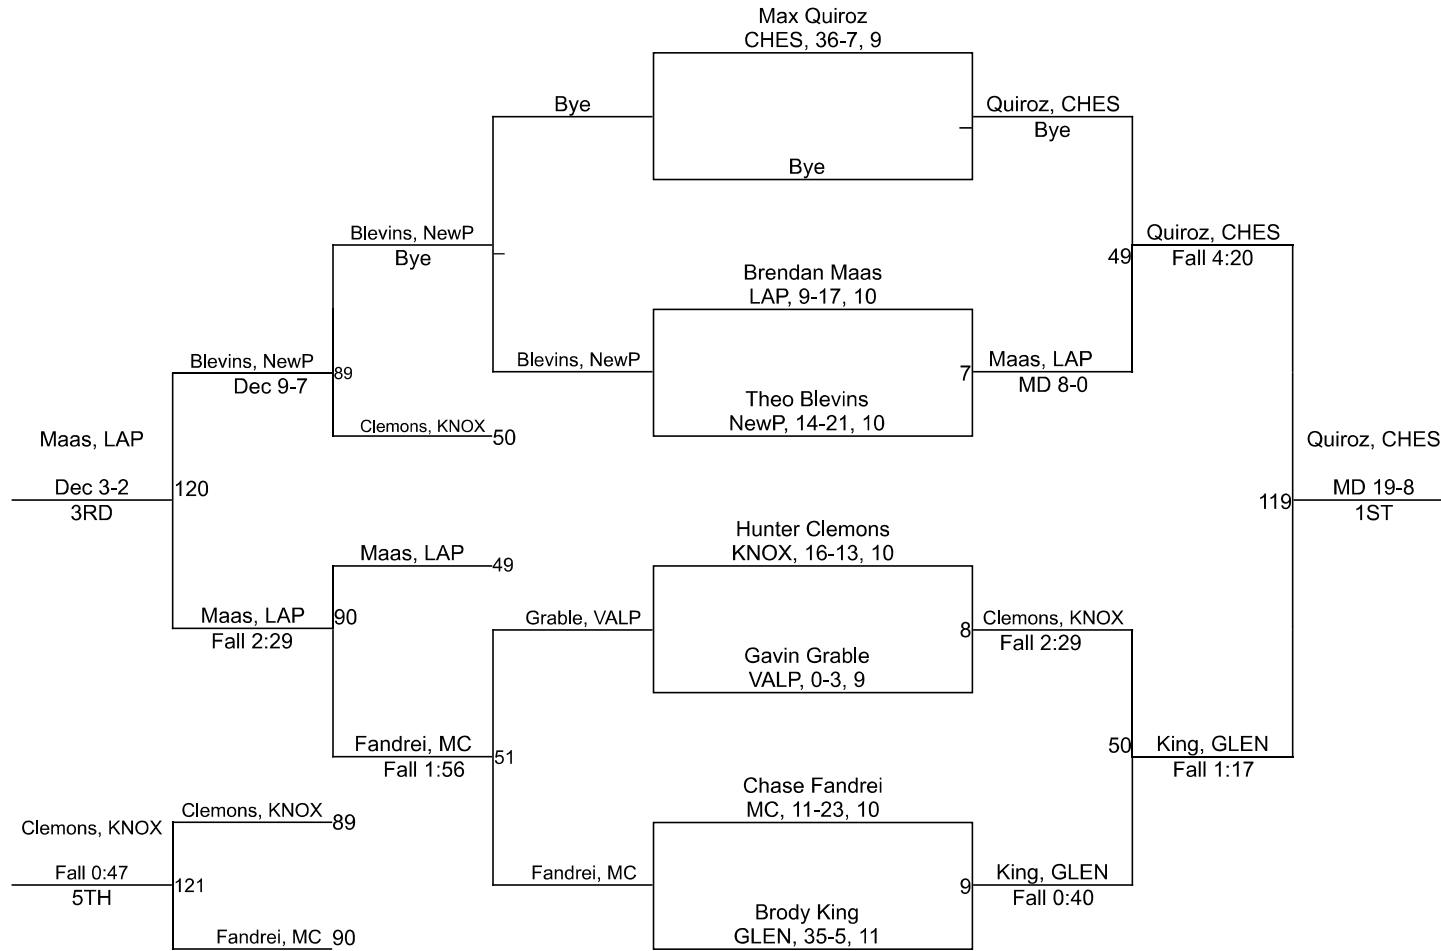 Max Quiroz
CHES, 36-7, 9
Bye
Quiroz, CHES
Bye
Bye
Blevins, NewP
Bye
Quiroz, CHES
49
Fall 4:20
Brendan Maas
LAP, 9-17, 10
Blevins, NewP
Dec 9-7
89
Blevins, NewP
7
Maas, LAP
MD 8-0
Theo Blevins
NewP, 14-21, 10
Clemons, KNOX
50
Maas, LAP
Dec 3-2
3RD
120
Quiroz, CHES
119
MD 19-8
1ST
Hunter Clemons
KNOX, 16-13, 10
Maas, LAP
49
Maas, LAP
Fall 2:29
90
Grable, VALP
8
Clemons, KNOX
Fall 2:29
Gavin Grable
VALP, 0-3, 9
Fandrei, MC
Fall 1:56
51
50
King, GLEN
Fall 1:17
Chase Fandrei
MC, 11-23, 10
Clemons, KNOX
89
Clemons, KNOX
Fall 0:47
5TH
121
Fandrei, MC
9
King, GLEN
Fall 0:40
Brody King
GLEN, 35-5, 11
Fandrei, MC
90